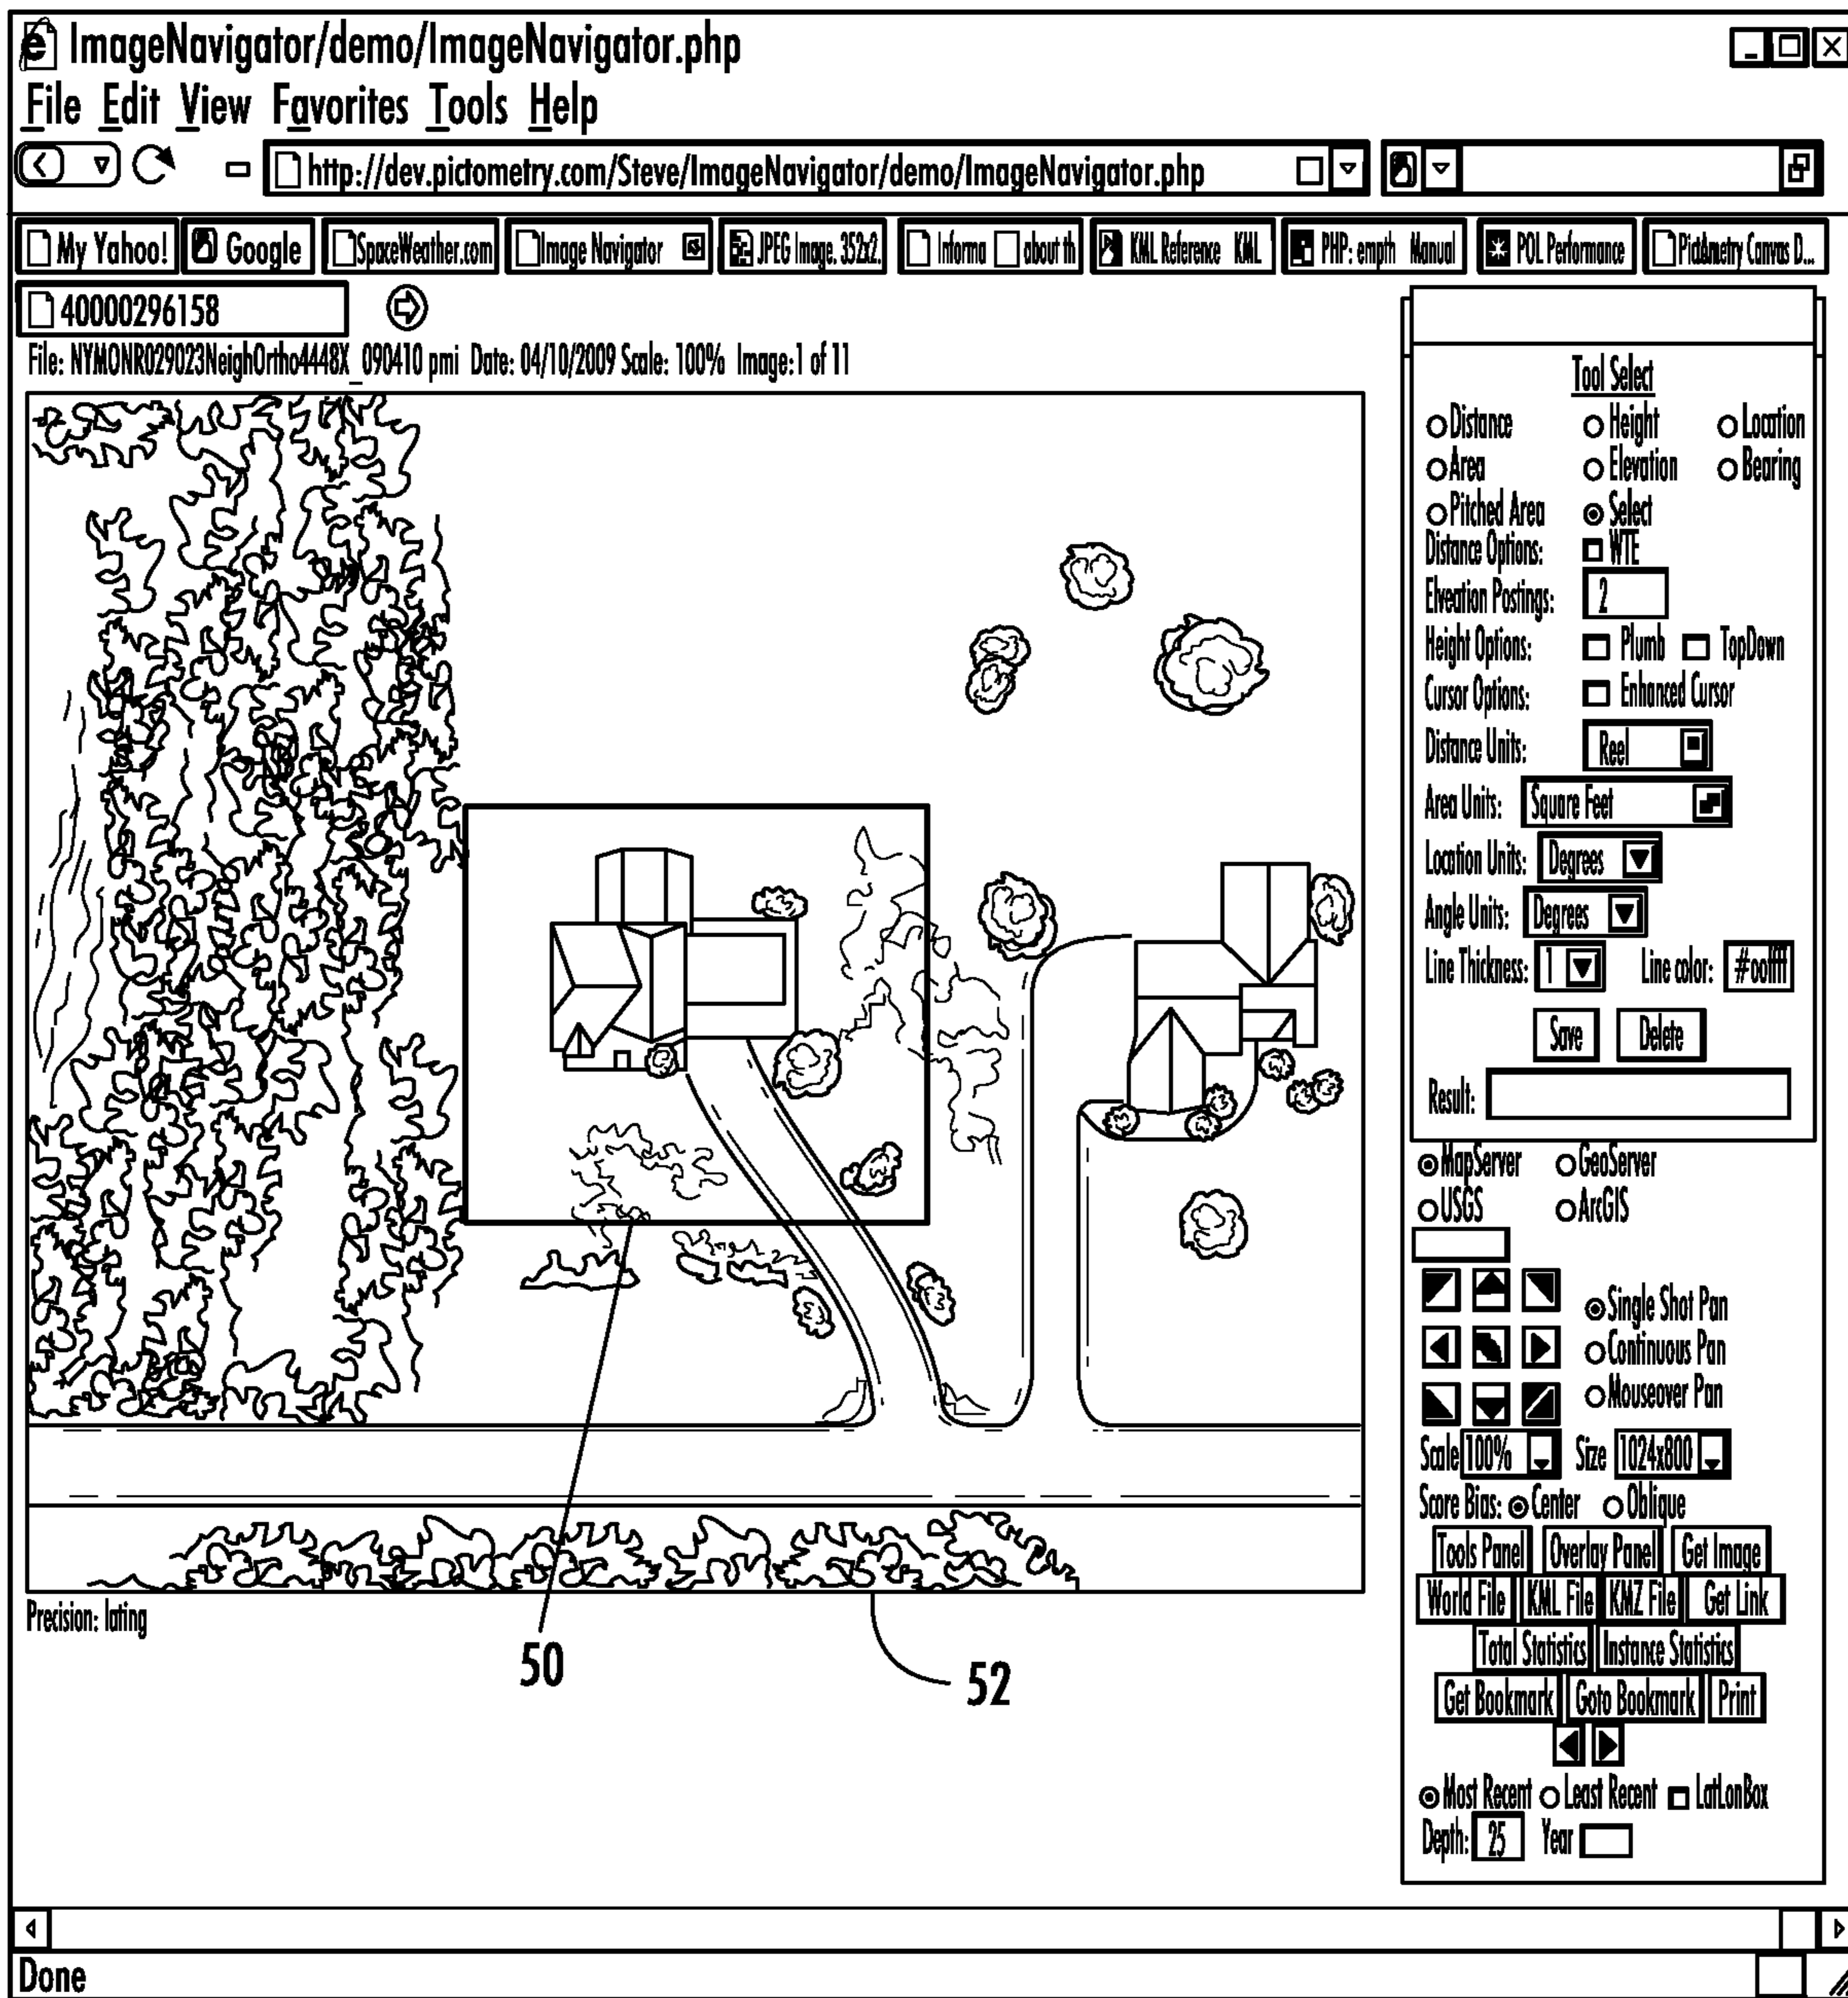 ImageNavigator/demo/ImageNavigator.php
File Edit View Favorites Tools Help
http://dev.pictometry.com/Steve/ImageNavigator/demo/ImageNavigator.php
My Yahoo! Google SpaceWeather.com Image Navigator JPEG Image. 352x2. Informa about th KML Reference KML PHP: empth Manual POL Performance PictAmetry Canvas D...
40000296158
File: NYMONR029023NeighOrtho4448X_090410 pmi Date: 04/10/2009 Scale: 100% Image:1 of 11
Tool Select
Distance Height Location
Area Elevation Bearing
Pitched Area Select
Distance Options: WTE
Elveation Postings: 2
Height Options: Plumb TopDown
Cursor Options: Enhanced Cursor
Distance Units: Reel
Area Units: Square Feet
Location Units: Degrees
Angle Units: Degrees
Line Thickness: 1 Line color: #ooffff
Save Delete
Result:
MapServer GeoServer
USGS ArcGIS
Single Shot Pan
Continuous Pan
Mouseover Pan
Scale 100% Size 1024x800
Score Bias: Center Oblique
Tools Panel Overlay Panel Get Image
World File KML File KMZ File Get Link
Total Statistics Instance Statistics
Get Bookmark Goto Bookmark Print
Most Recent Least Recent LatLonBox
Depth: 25 Year
Precision: lating
50
52
Done